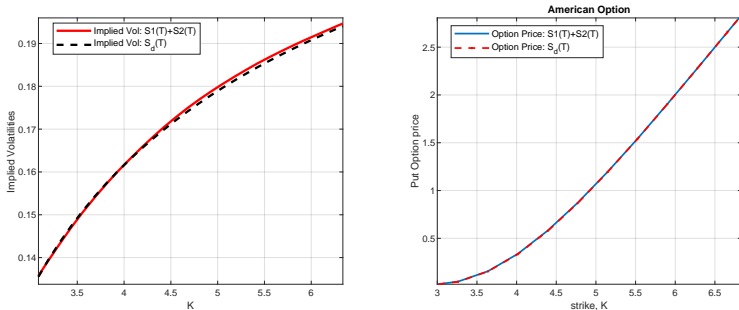 Implied Vol: S1(T)+S2(T)
Implied Vol: S_d(T)
0.19
0.18
0.17
0.16
0.15
0.14
Implied Volatilities
3.5
4
4.5
5
5.5
6
K
American Option
Option Price: S1(T)+S2(T)
Option Price: S_d(T)
2.5
2
1.5
1
0.5
Put Option price
3
3.5
4
4.5
5
5.5
6
6.5
strike, K